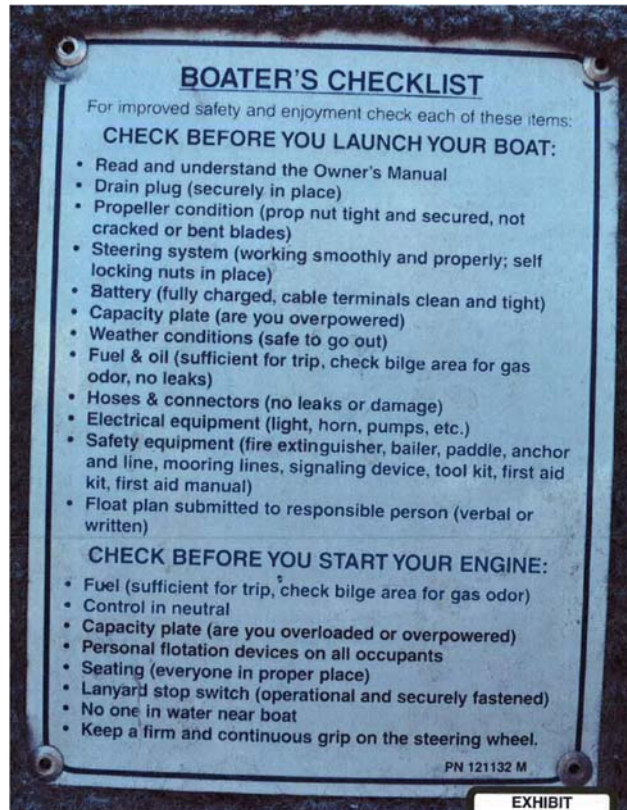 BOATER'S CHECKLIST
For improved safety and enjoyment check each of these items:
CHECK BEFORE YOU LAUNCH YOUR BOAT:
• Read and understand the Owner's Manual
• Drain plug (securely in place)
• Propeller condition (prop nut tight and secured, not
cracked or bent blades)
• Steering system (working smoothly and properly; self
locking nuts in place)
• Battery (fully charged, cable terminals clean and tight)
• Capacity plate (are you overpowered)
• Weather conditions (safe to go out)
• Fuel & oil (sufficient for trip, check bilge area for gas
odor, no leaks)
• Hoses & connectors (no leaks or damage)
• Electrical equipment (light, horn, pumps, etc.)
• Safety equipment (fire extinguisher, bailer, paddle, anchor
and line, mooring lines, signaling device, tool kit, first aid
kit, first aid manual)
• Float plan submitted to responsible person (verbal or
written)
CHECK BEFORE YOU START YOUR ENGINE:
• Fuel (sufficient for trip, check bilge area for gas odor)
• Control in neutral
• Capacity plate (are you overloaded or overpowered)
• Personal flotation devices on all occupants
• Seating (everyone in proper place)
• Lanyard stop switch (operational and securely fastened)
• No one in water near boat
• Keep a firm and continuous grip on the steering wheel.
PN 121132 M
EXHIBIT